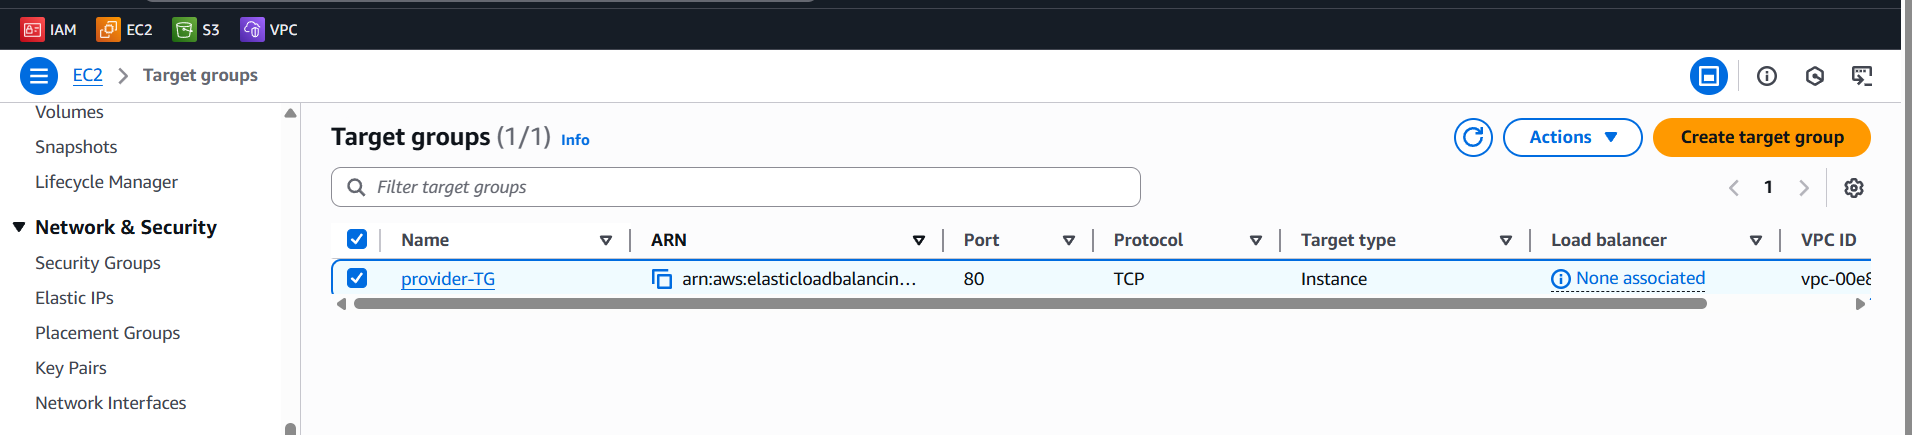 IAM EC2 S3 VPC
EC2 Target groups
Volumes
Snapshots
Lifecycle Manager
Network & Security
Security Groups
Elastic IPs
Placement Groups
Key Pairs
Network Interfaces
Target groups (1/1) Info
Actions
Create target group
Filter target groups
1
Name ARN Port Protocol Target type Load balancer VPC ID
provider-TG arn:aws:elasticloadbalancin... 80 TCP Instance None associated vpc-00e8